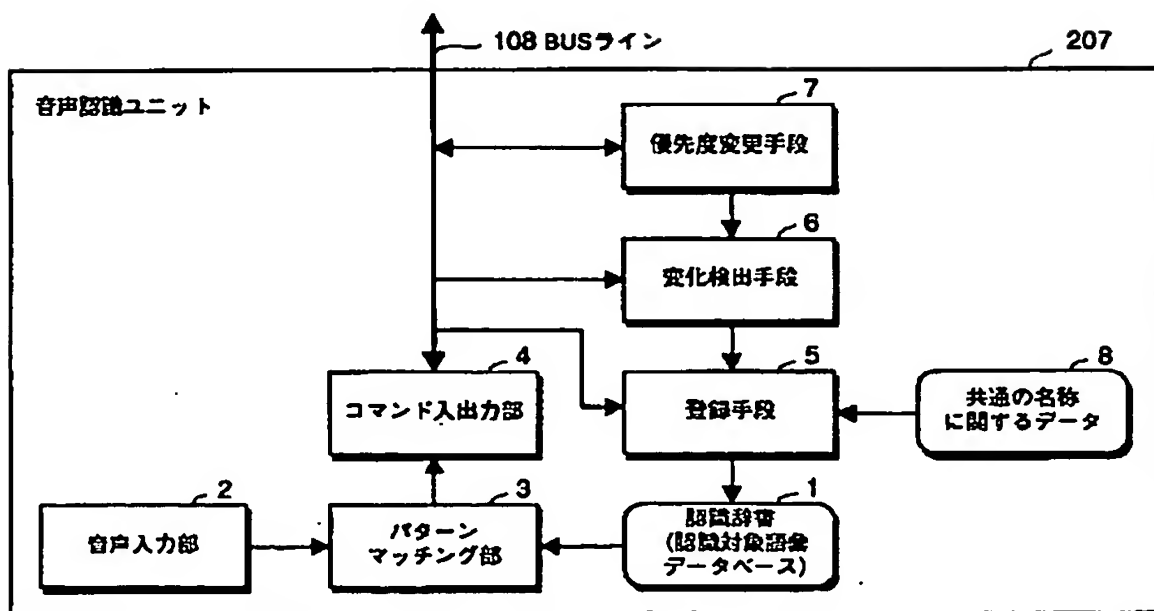 108 BUSライン
207
音声認識ユニット
7
優先度変更手段
6
変化検出手段
5
登録手段
8
共通の名称
に関するデータ
4
コマンド入出力部
2
音声入力部
3
パターン
マッチング部
1
認識辞書
(認識対象語彙
データベース)